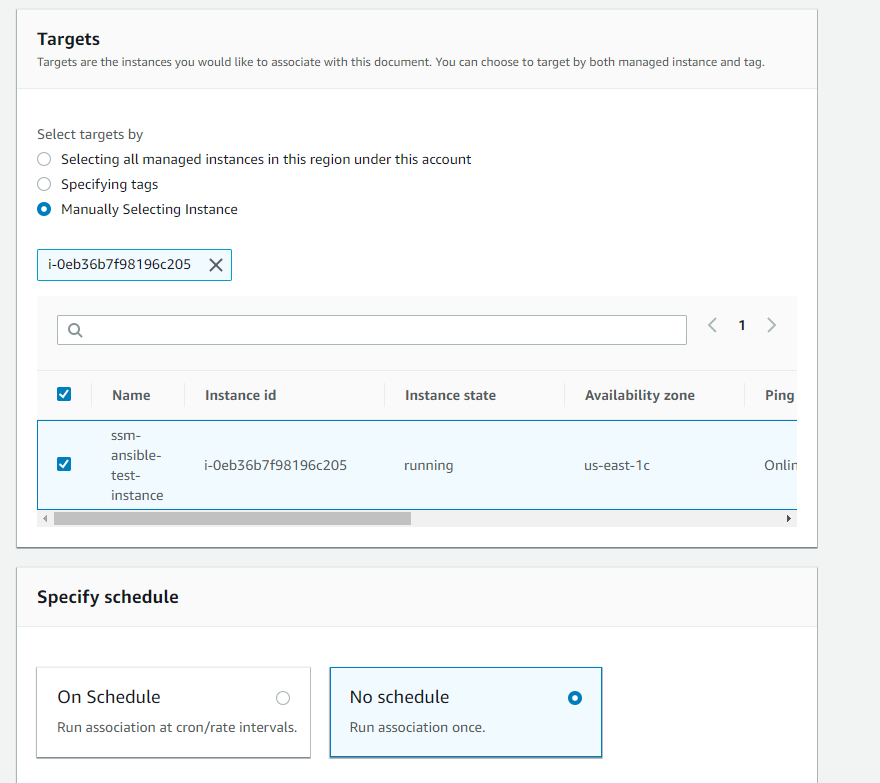 Targets
Targets are the instances you would like to associate with this document. You can choose to target by both managed instance and tag.
Select targets by
Selecting all managed instances in this region under this account
Specifying tags
Manually Selecting Instance
i-0eb36b7f98196c205
1
Name Instance id Instance state Availability zone Ping
ssm-
ansible-
test-
instance
i-0eb36b7f98196c205 running us-east-1c Onlin
Specify schedule
On Schedule
Run association at cron/rate intervals.
No schedule
Run association once.